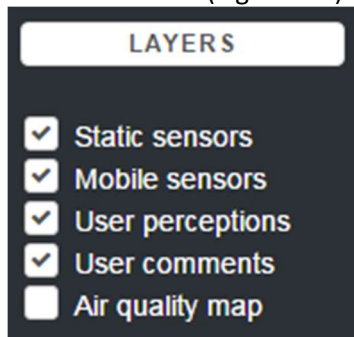 LAYERS
Static sensors
Mobile sensors
User perceptions
User comments
Air quality map